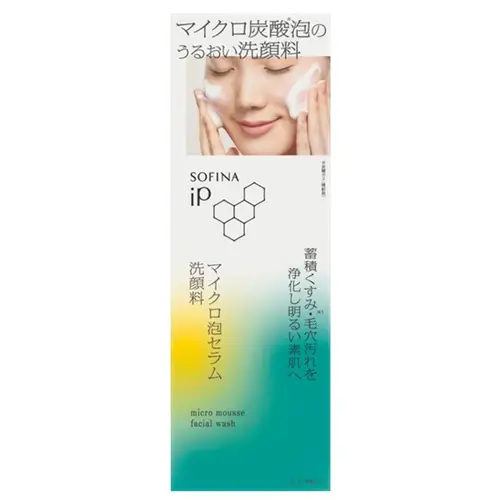 マイクロ炭酸泡の
うるおい洗顔料
SOFINA
iP
蓄積くすみ・毛穴汚れを
浄化し明るい素肌へ
マイクロ泡セラム
洗顔料
micro mousse
facial wash